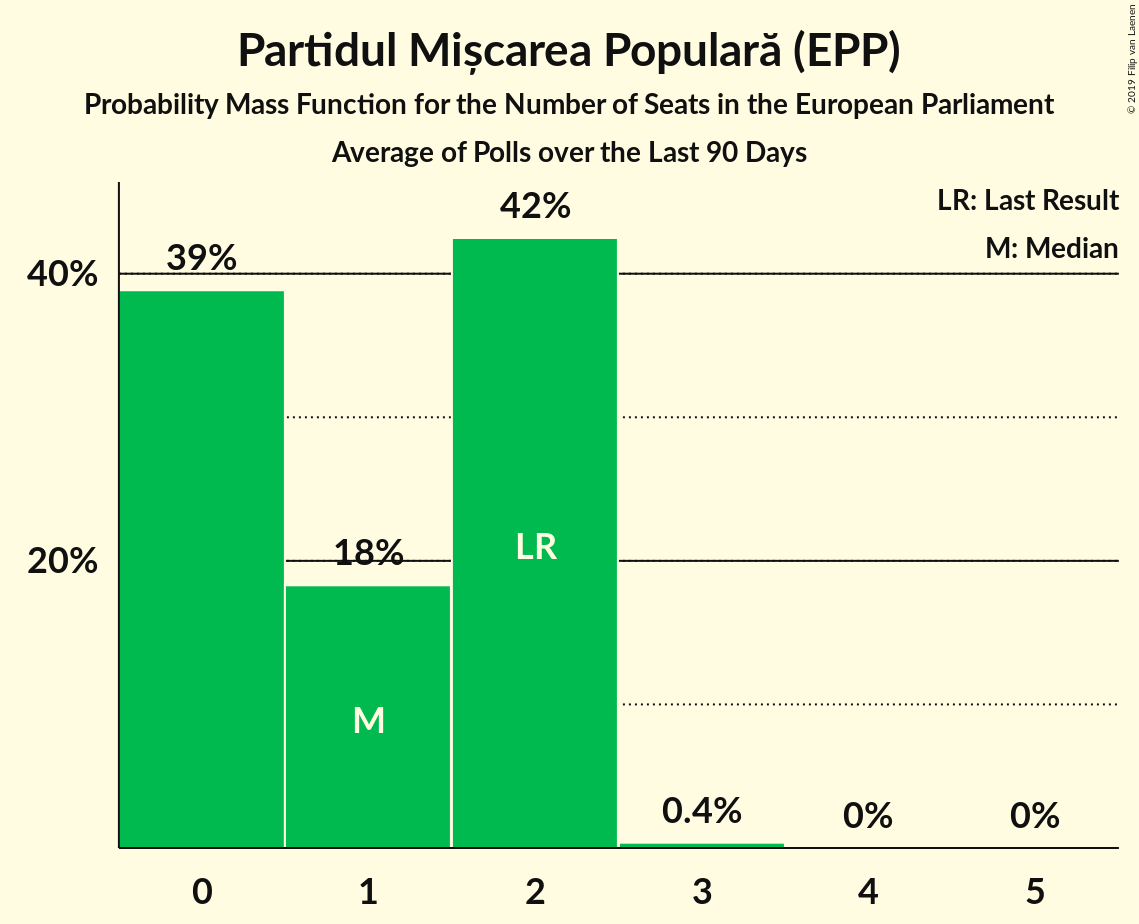 Partidul Mișcarea Populară (EPP)
Probability Mass Function for the Number of Seats in the European Parliament
Average of Polls over the Last 90 Days
© 2019 Filip van Laenen
LR: Last Result
M: Median
42%
39%
40%
18%
20%
LR
M
0.4%
0%
0%
0
1
2
3
4
5